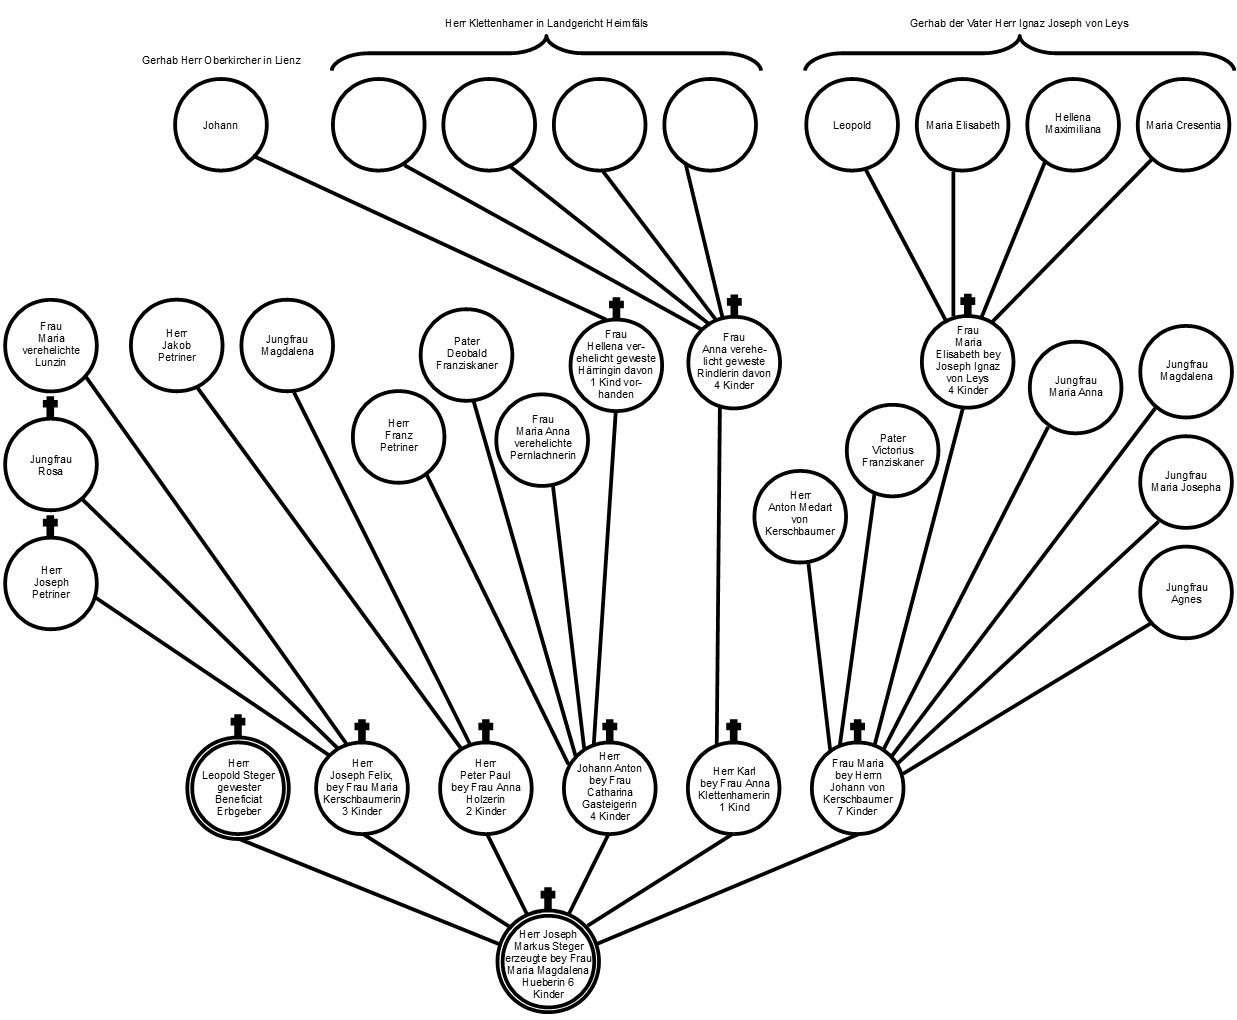 Herr Klettenhamer in Landgericht Heimfäls
Gerhab der Vater Herr Ignaz Joseph von Leys
Gerhab Herr Oberkircher in Lienz
Johann
Leopold
Maria Elisabeth
Hellena
Maximiliana
Maria Cresentia
Frau
Maria
verehelichte
Lunzin
Herr
Jakob
Petriner
Jungfrau
Magdalena
Pater
Deobald
Franziskaner
Frau
Hellena ver-
ehelicht geweste
Härringin davon
1 Kind vor-
handen
Frau
Anna verehe-
licht geweste
Rindlerin davon
4 Kinder
Frau
Maria
Elisabeth bey
Joseph Ignaz
von Leys
4 Kinder
Jungfrau
Maria Anna
Jungfrau
Magdalena
Herr
Franz
Petriner
Frau
Maria Anna
verehelichte
Pernlachnerin
Pater
Victorius
Franziskaner
Jungfrau
Rosa
Jungfrau
Maria Josepha
Herr
Anton Medart
von
Kerschbaumer
Herr
Joseph
Petriner
Jungfrau
Agnes
Herr
Leopold Steger
gewester
Beneficiat
Erbgeber
Herr
Joseph Felix,
bey Frau Maria
Kerschbaumerin
3 Kinder
Herr
Peter Paul
bey Frau Anna
Holzerin
2 Kinder
Herr
Johann Anton
bey Frau
Catharina
Gasteigerin
4 Kinder
Herr Karl
bey Frau Anna
Klettenhamerin
1 Kind
Frau Maria
bey Herrn
Johann von
Kerschbaumer
7 Kinder
Herr Joseph
Markus Steger
erzeugte bey Frau
Maria Magdalena
Hueberin 6
Kinder